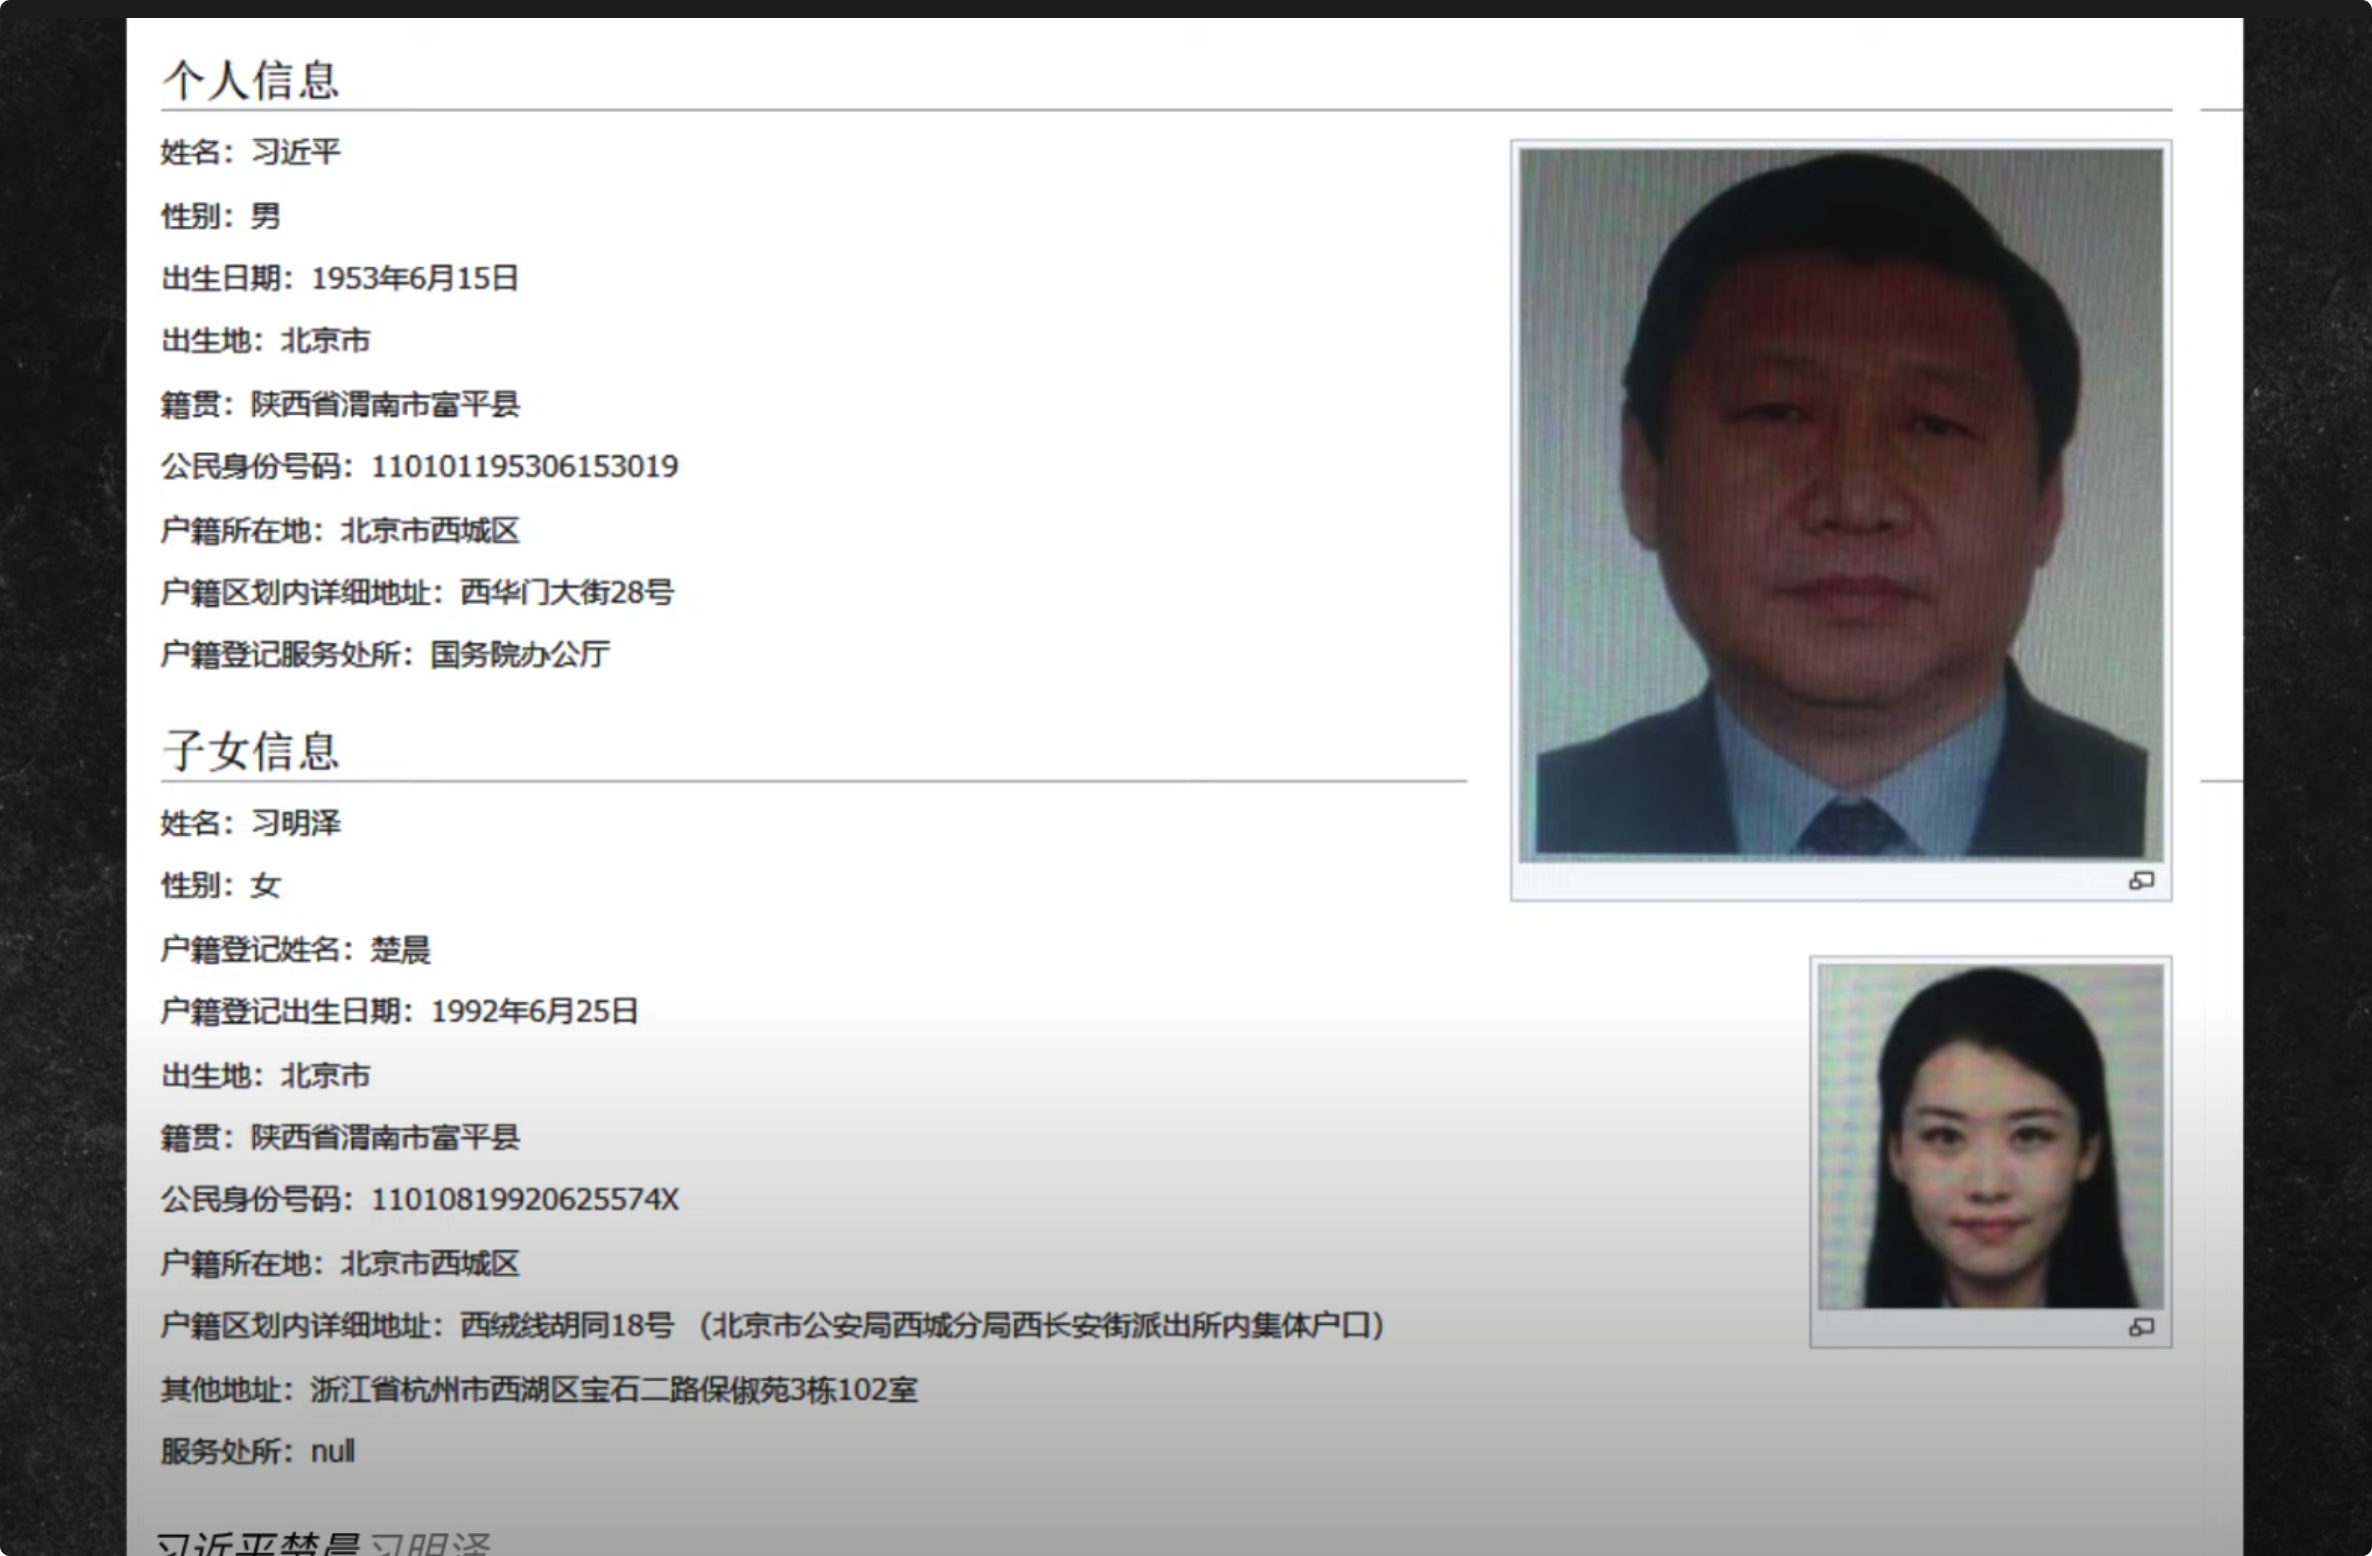 个人信息
姓名：习近平
性别：男
出生日期：1953年6月15日
出生地：北京市
籍贯：陕西省渭南市富平县
公民身份号码：110101195306153019
户籍所在地：北京市西城区
户籍区划内详细地址：西华门大街28号
户籍登记服务处所：国务院办公厅
子女信息
姓名：习明泽
性别：女
户籍登记姓名：楚晨
户籍登记出生日期：1992年6月25日
出生地：北京市
籍贯：陕西省渭南市富平县
公民身份号码：11010819920625574X
户籍所在地：北京市西城区
户籍区划内详细地址：西绒线胡同18号 （北京市公安局西城分局西长安街派出所内集体户口）
其他地址：浙江省杭州市西湖区宝石二路保俶苑3栋102室
服务处所：null
习近平楚晨习明泽